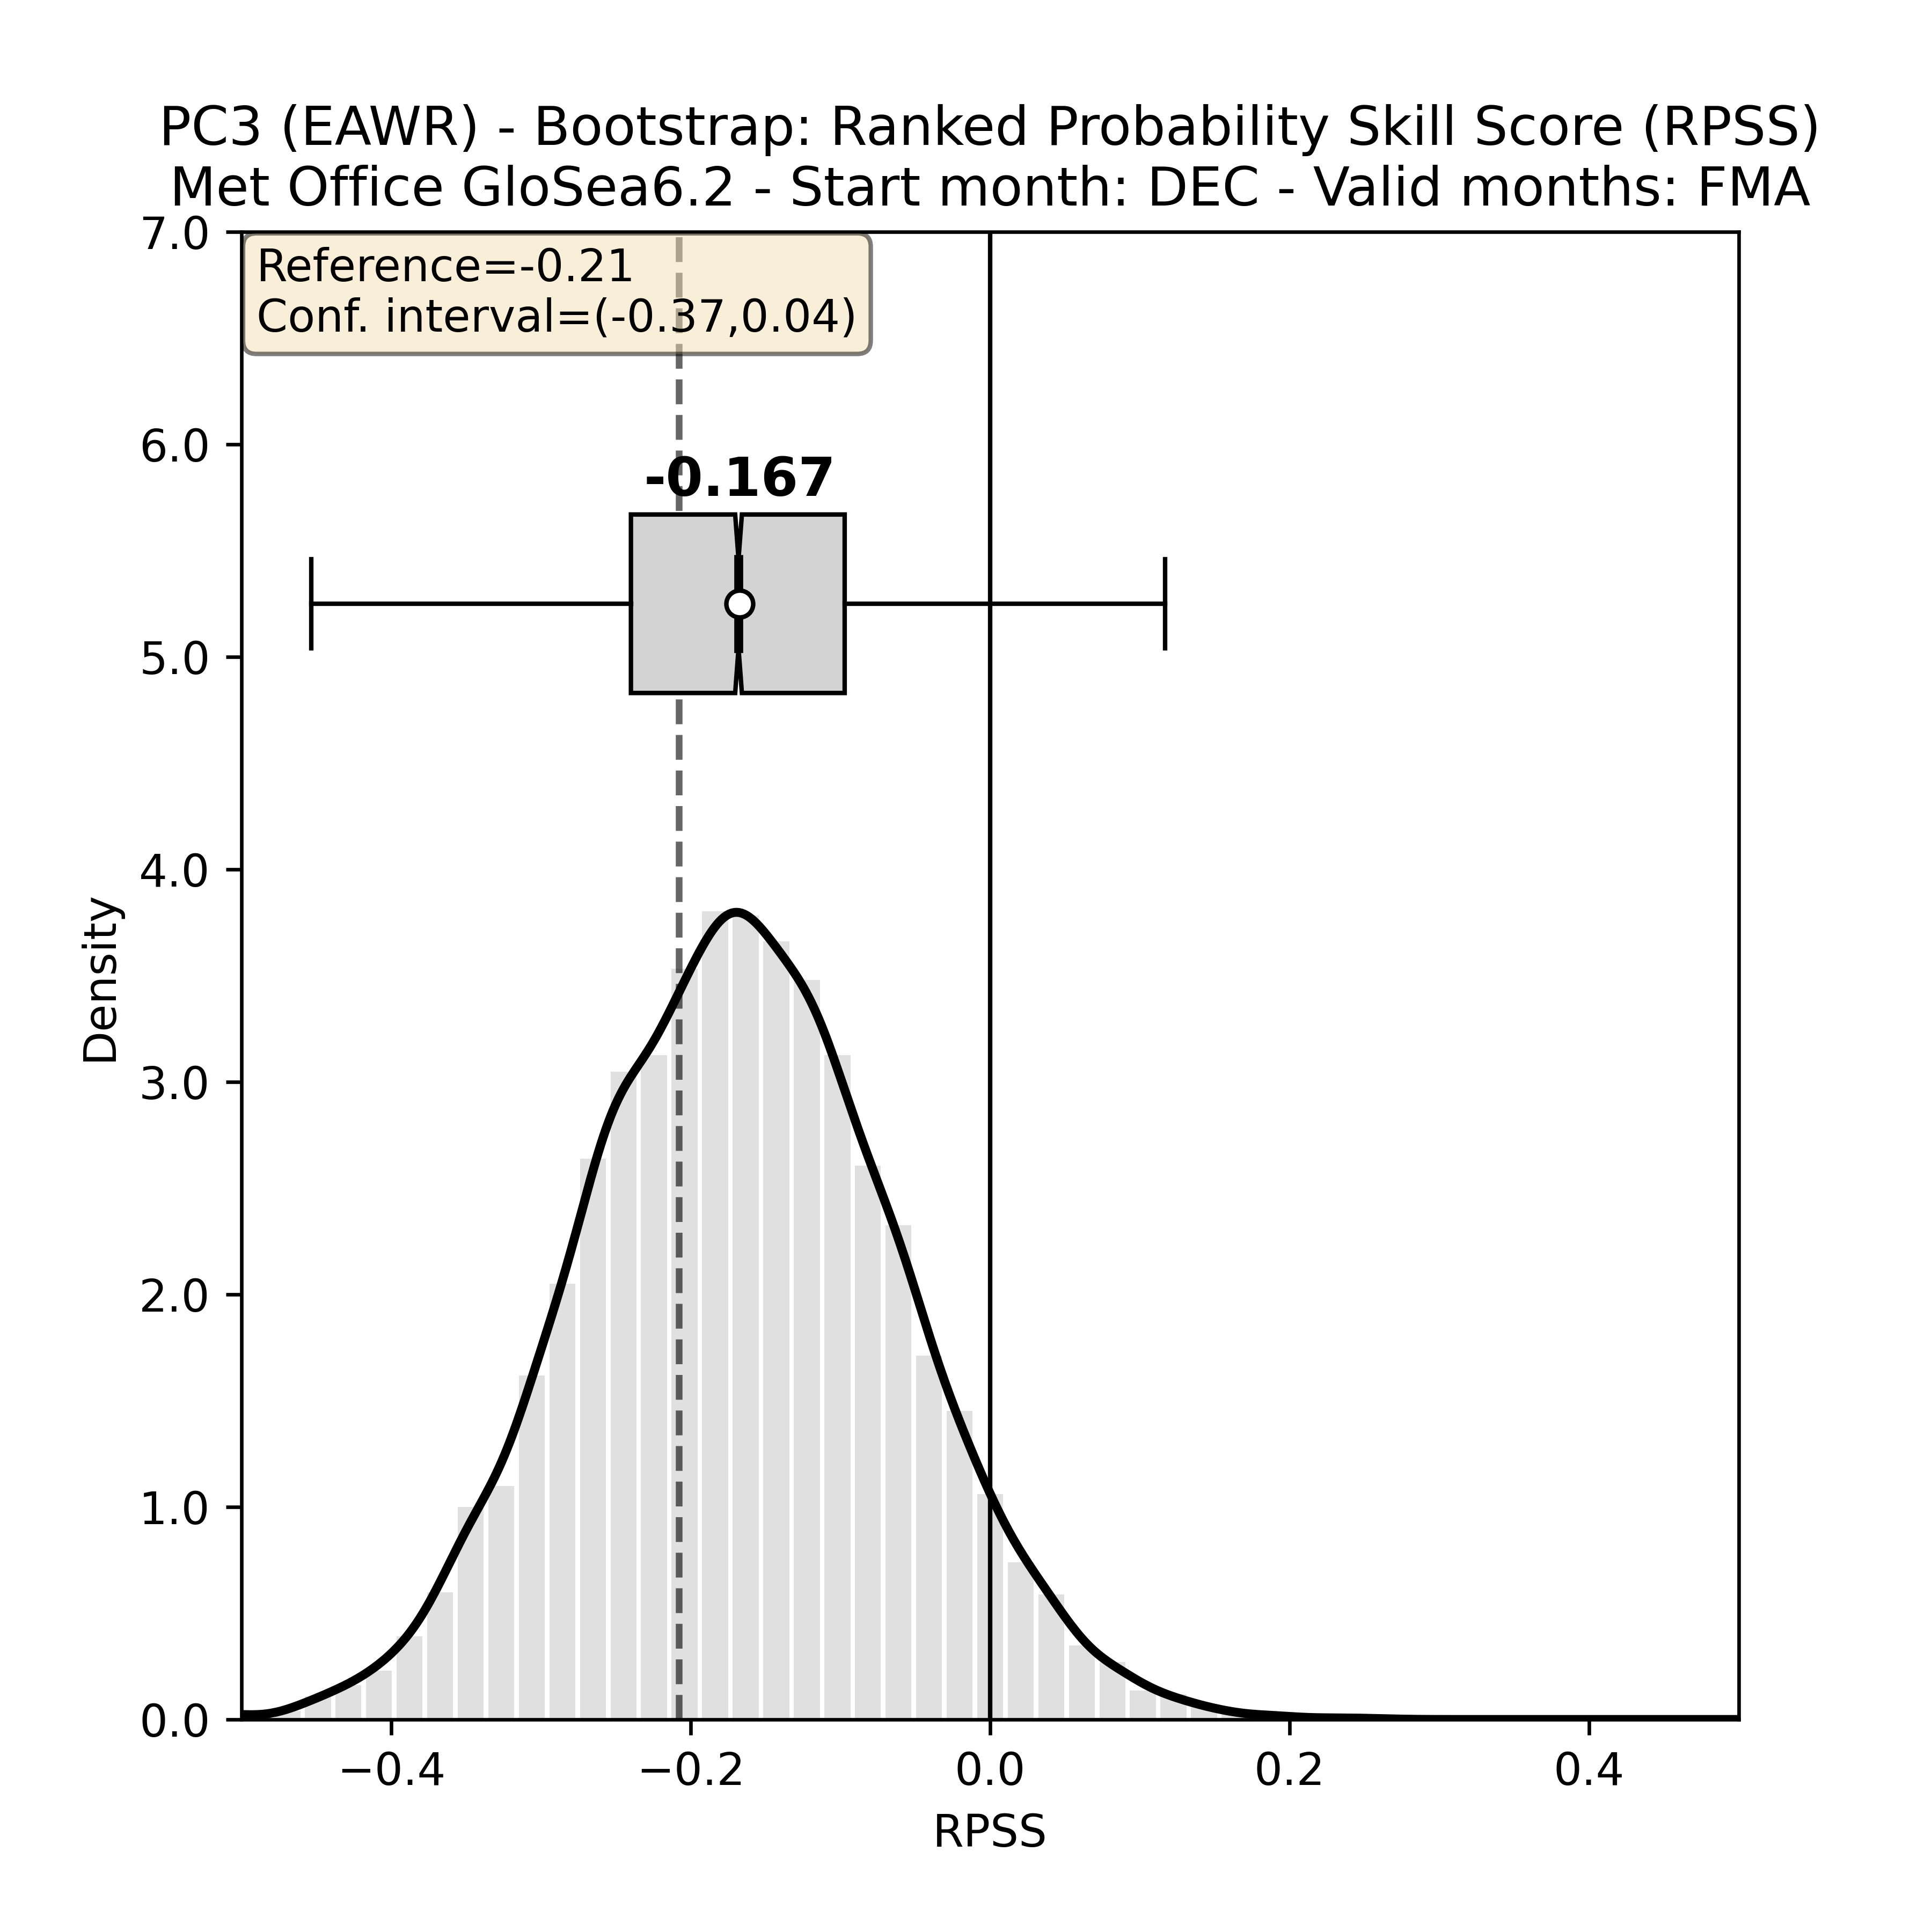 PC3 (EAWR) - Bootstrap: Ranked Probability Skill Score (RPSS)
Met Office GloSea6.2 - Start month: DEC - Valid months: FMA
Reference=-0.21
Conf. interval=(-0.37,0.04)
-0.167
7.0
6.0
5.0
4.0
3.0
2.0
1.0
0.0
Density
−0.4
−0.2
0.0
0.2
0.4
RPSS